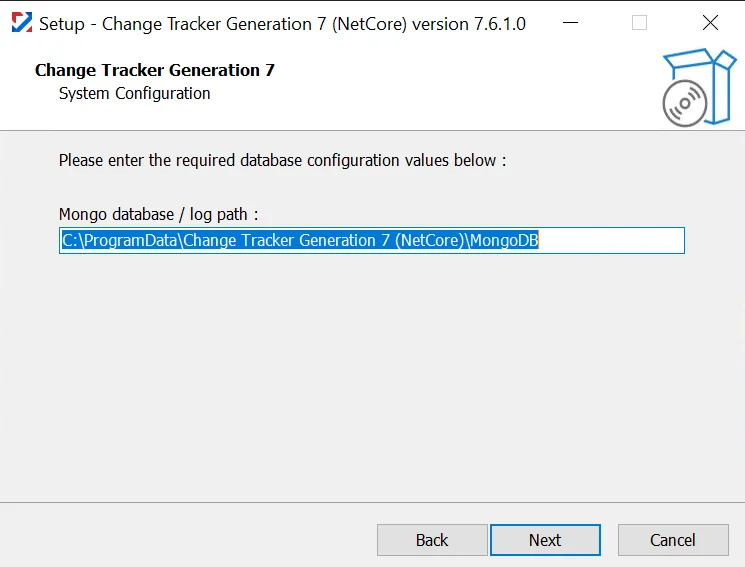 Setup - Change Tracker Generation 7 (NetCore) version 7.6.1.0
Change Tracker Generation 7
System Configuration
Please enter the required database configuration values below :
Mongo database / log path :
C:\ProgramData\Change Tracker Generation 7 (NetCore)\MongoDB
Back Next Cancel